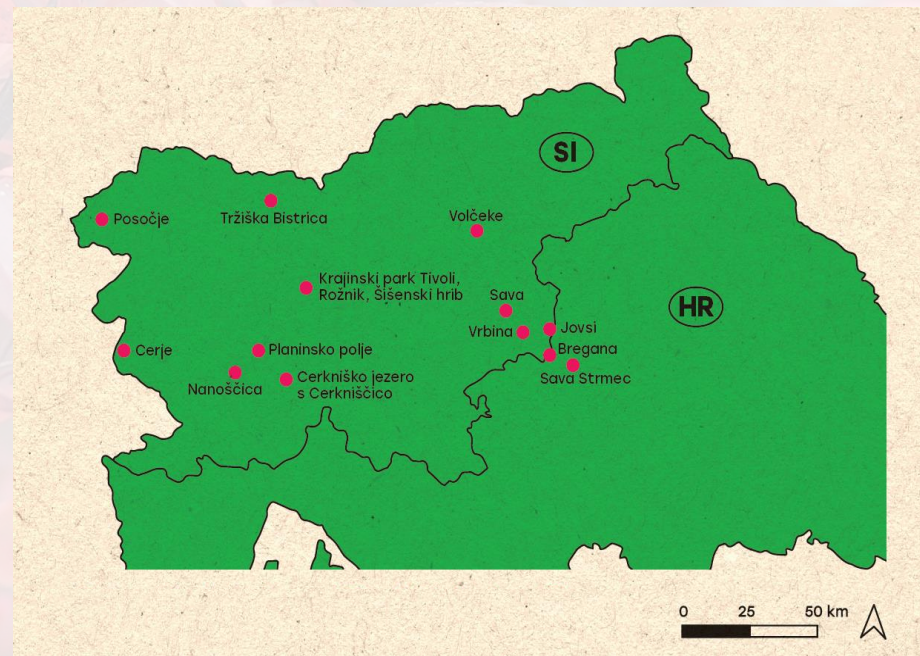 SI
Posočje
Tržiška Bistrica
Volčeke
Krajinski park Tivoli,
Rožnik, Šišenski hrib
Sava
HR
Vrbina
Jovsi
Cerje
Planinsko polje
Bregana
Sava Strmec
Nanoščica
Cerkniško jezero
s Cerkniščico
0 25 50 km